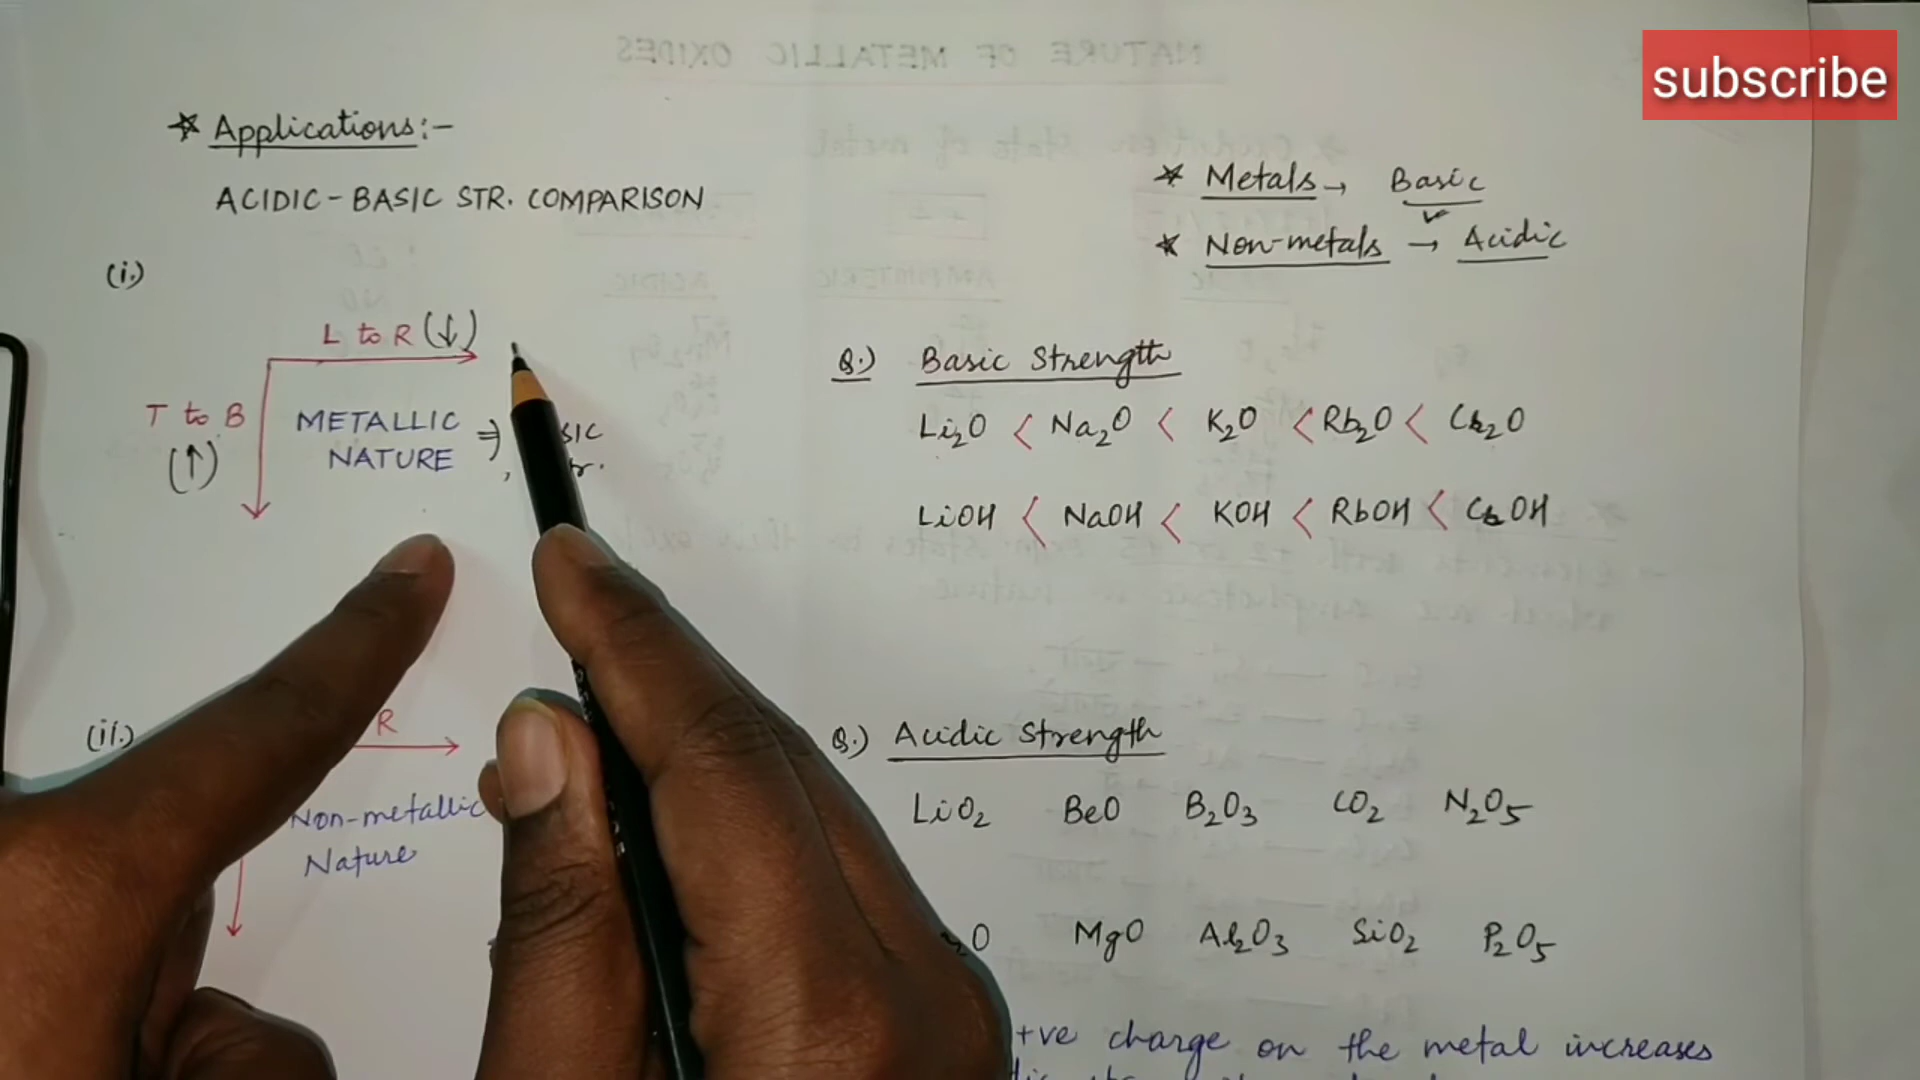 subscribe
☆ Applications:-
ACIDIC-BASIC STR. COMPARISON
☆ Metals → Basic
☆ Non-metals → Acidic
(i.)
L to R (↓)
T to B
(↑)
METALLIC
NATURE ⇒
Q.) Basic Strength
Li₂O < Na₂O < K₂O < Rb₂O < Cs₂O
LiOH < NaOH < KOH < RbOH < CsOH
(ii.)
R
Non-metallic
Nature
Q.) Acidic Strength
LiO₂ BeO B₂O₃ CO₂ N₂O₅
₂O MgO Al₂O₃ SiO₂ P₂O₅
+ve charge on the metal increases